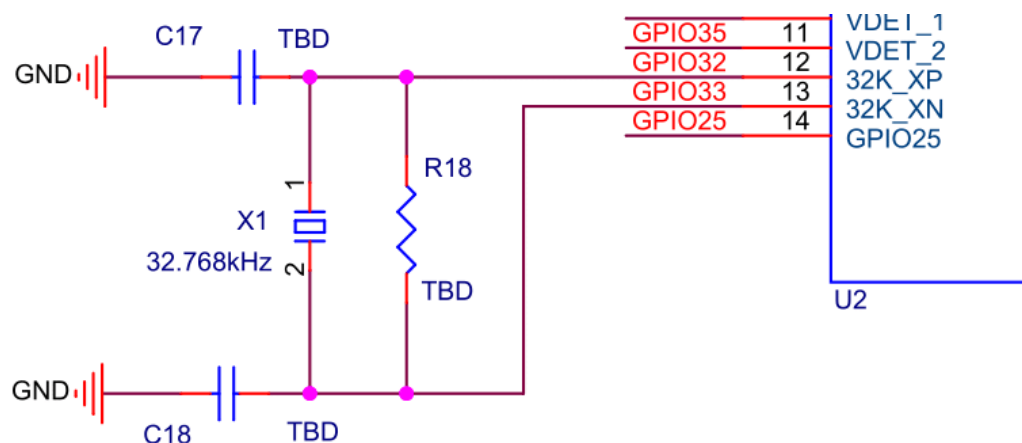 C17
TBD
GND
GPIO35
11
VDET_1
VDET_2
GPIO32
12
32K_XP
GPIO33
13
32K_XN
GPIO25
14
GPIO25
R18
1
X1
32.768kHz
2
TBD
U2
GND
C18
TBD